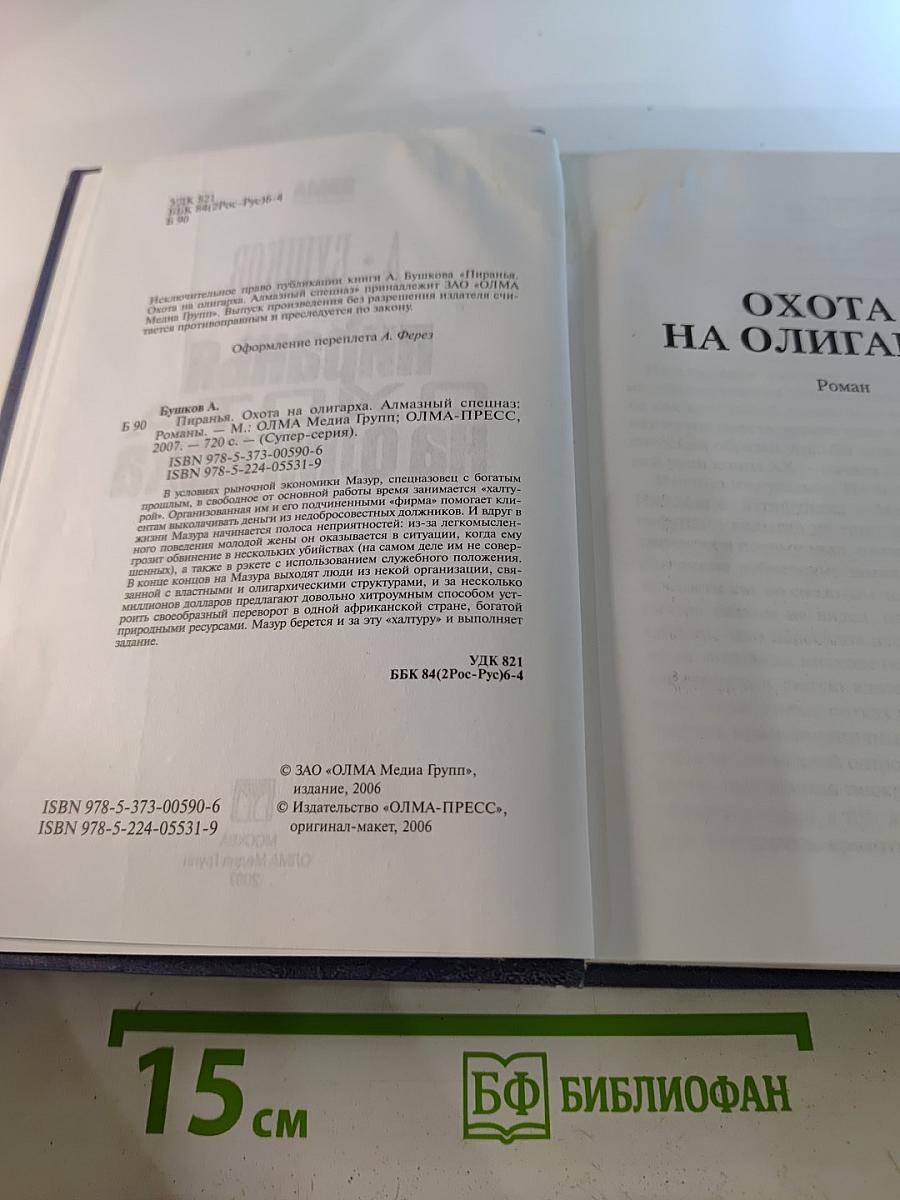 УДК 821
ББК 84(2Рос-Рус)6-4
Б 90
Исключительное право публикации книги А. Бушкова «Пиранья.
Охота на олигарха. Алмазный спецназ» принадлежит ЗАО «ОЛМА
Медиа Групп». Выпуск произведения без разрешения издателя счи-
тается противоправным и преследуется по закону.
Оформление переплета А. Ферез
Бушков А.
Б 90 Пиранья. Охота на олигарха. Алмазный спецназ:
Романы. — М.: ОЛМА Медиа Групп; ОЛМА-ПРЕСС,
2007. — 720 с. — (Супер-серия).
ISBN 978-5-373-00590-6
ISBN 978-5-224-05531-9
В условиях рыночной экономики Мазур, спецназовец с богатым
прошлым, в свободное от основной работы время занимается «халту-
рой». Организованная им и его подчиненными «фирма» помогает кли-
ентам выколачивать деньги из недобросовестных должников. И вдруг в
жизни Мазура начинается полоса неприятностей: из-за легкомыслен-
ного поведения молодой жены он оказывается в ситуации, когда ему
грозит обвинение в нескольких убийствах (на самом деле им не совер-
шенных), а также в рэкете с использованием служебного положения.
В конце концов на Мазура выходят люди из некой организации, свя-
занной с властными и олигархическими структурами, и за несколько
миллионов долларов предлагают довольно хитроумным способом уст-
роить своеобразный переворот в одной африканской стране, богатой
природными ресурсами. Мазур берется и за эту «халтуру» и выполняет
задание.
УДК 821
ББК 84(2Рос-Рус)6-4
© ЗАО «ОЛМА Медиа Групп»,
издание, 2006
ISBN 978-5-373-00590-6
© Издательство «ОЛМА-ПРЕСС»,
ISBN 978-5-224-05531-9
оригинал-макет, 2006
ОХОТА
НА ОЛИГАР
Роман
15 см
БФ БИБЛИОФАН